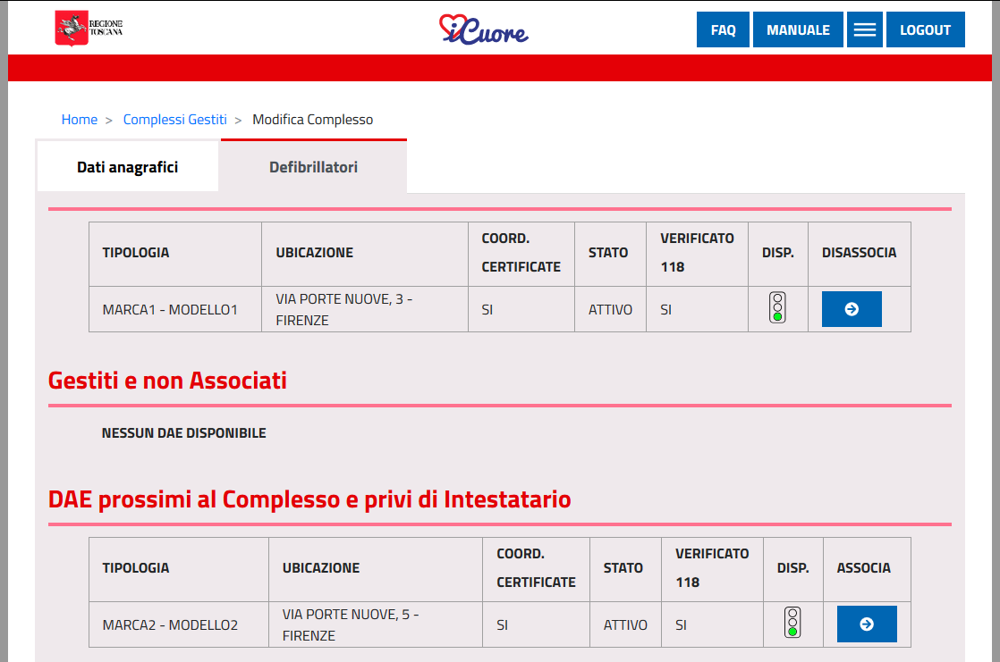 REGIONE
TOSCANA
iCuore
FAQ
MANUALE
LOGOUT
Home > Complessi Gestiti > Modifica Complesso
Dati anagrafici
Defibrillatori
TIPOLOGIA
UBICAZIONE
COORD.
CERTIFICATE
STATO
VERIFICATO
118
DISP.
DISASSOCIA
MARCA1 - MODELLO1
VIA PORTE NUOVE, 3 -
FIRENZE
SI
ATTIVO
SI
Gestiti e non Associati
NESSUN DAE DISPONIBILE
DAE prossimi al Complesso e privi di Intestatario
TIPOLOGIA
UBICAZIONE
COORD.
CERTIFICATE
STATO
VERIFICATO
118
DISP.
ASSOCIA
MARCA2 - MODELLO2
VIA PORTE NUOVE, 5 -
FIRENZE
SI
ATTIVO
SI